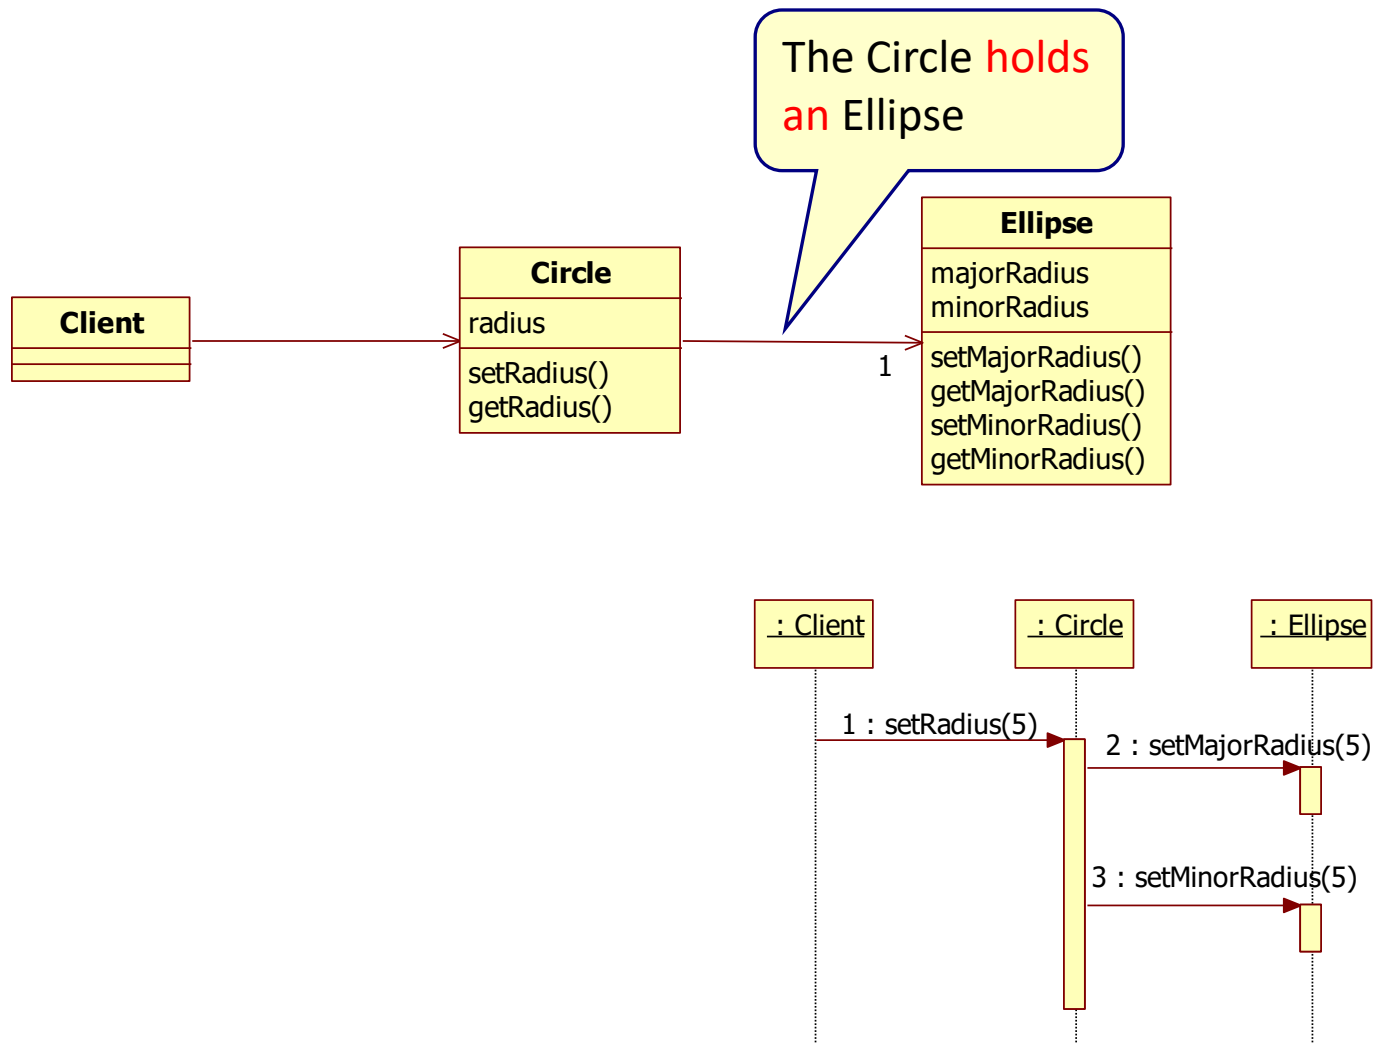 The Circle holds
an Ellipse
Client
Circle
radius
setRadius()
getRadius()
1
Ellipse
majorRadius
minorRadius
setMajorRadius()
getMajorRadius()
setMinorRadius()
getMinorRadius()
: Client
: Circle
: Ellipse
1 : setRadius(5)
2 : setMajorRadius(5)
3 : setMinorRadius(5)